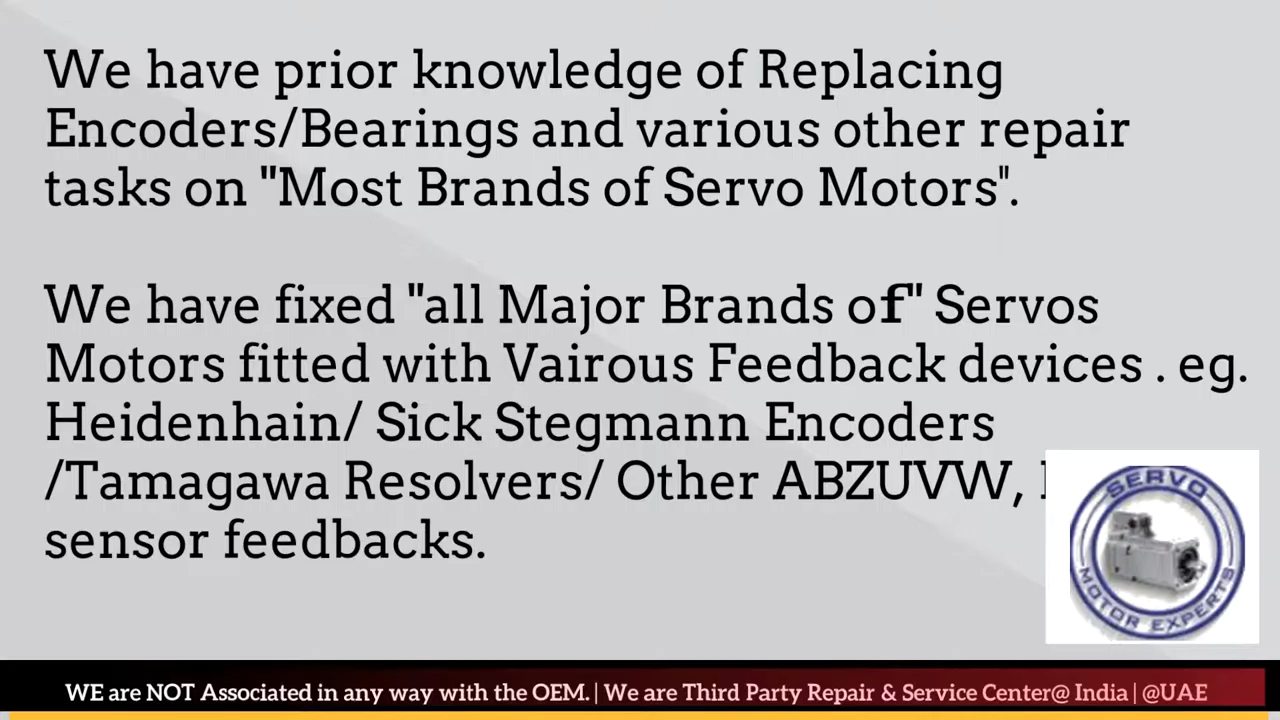 We have prior knowledge of Replacing
Encoders/Bearings and various other repair
tasks on "Most Brands of Servo Motors".
We have fixed "all Major Brands of" Servos
Motors fitted with Vairous Feedback devices . eg.
Heidenhain/ Sick Stegmann Encoders
/Tamagawa Resolvers/ Other ABZUVW,
sensor feedbacks.
SERVO
MOTOR EXPERTS
WE are NOT Associated in any way with the OEM. | We are Third Party Repair & Service Center@ India | @UAE